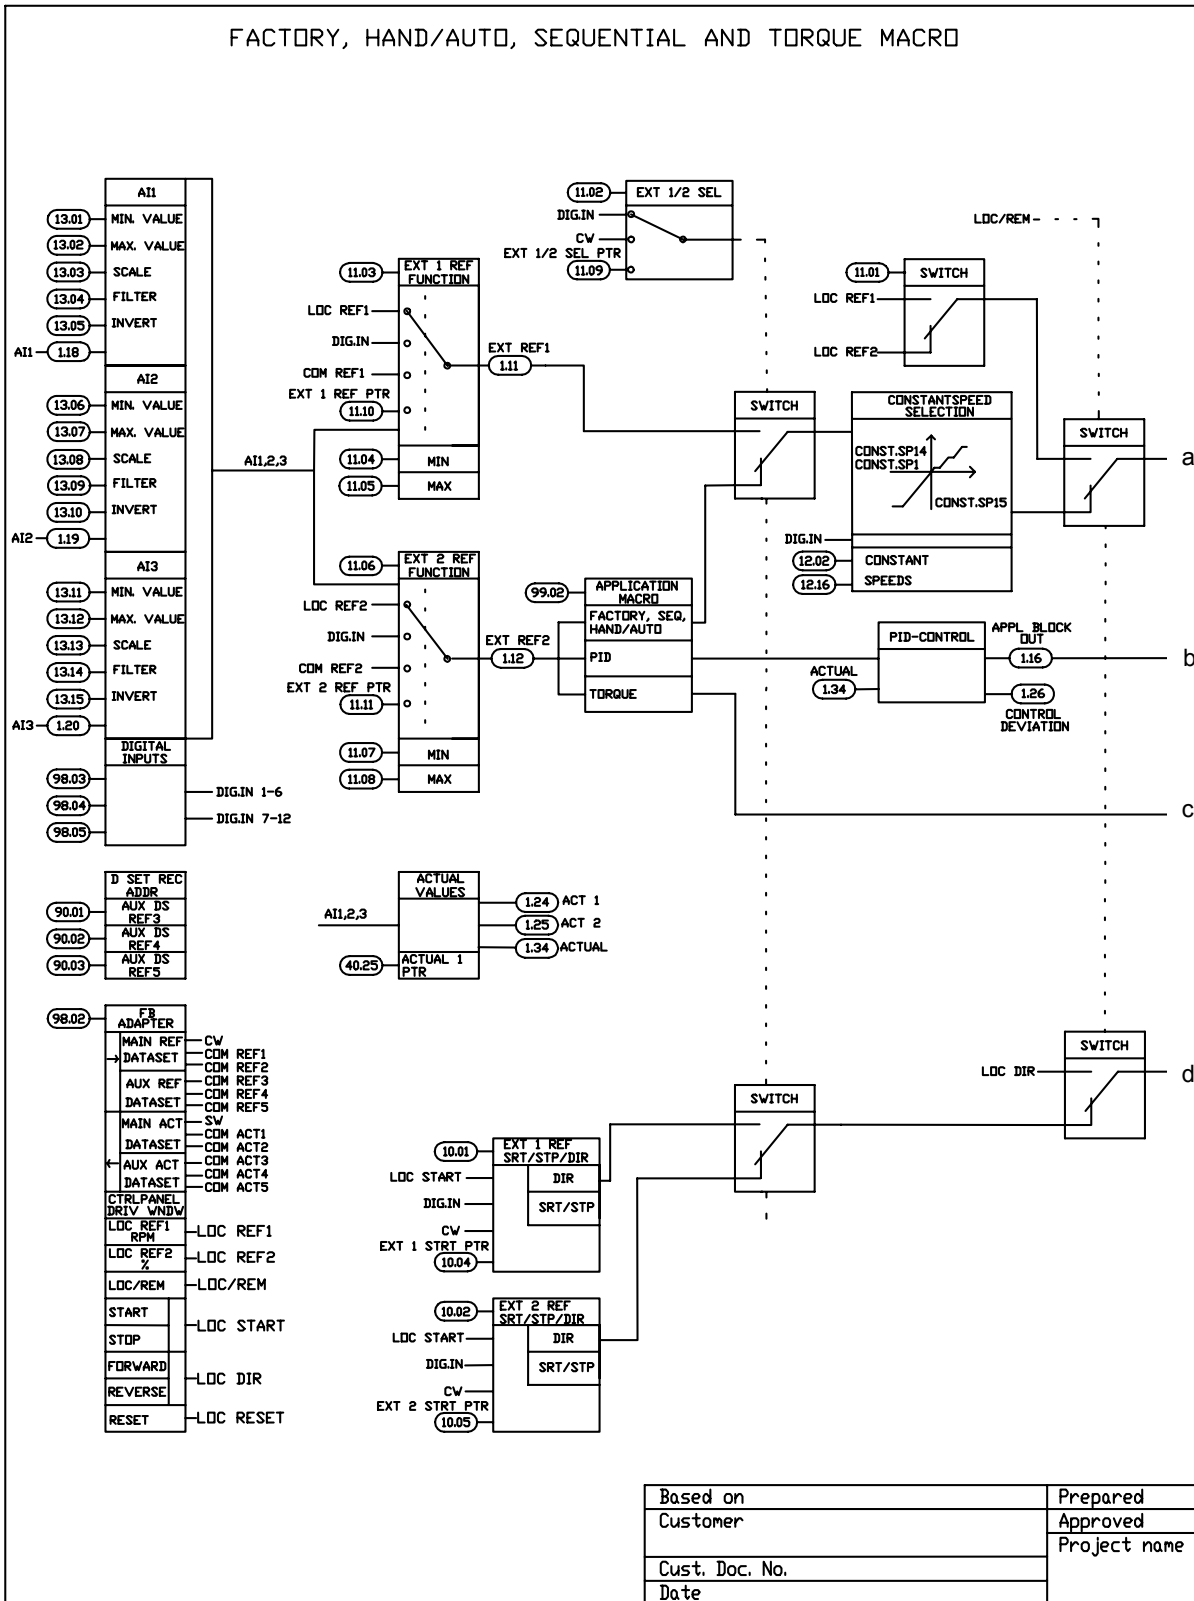 FACTORY, HAND/AUTO, SEQUENTIAL AND TORQUE MACRO
AI1
13.01 MIN. VALUE
13.02 MAX. VALUE
13.03 SCALE
13.04 FILTER
13.05 INVERT
AI1 1.18
AI2
13.06 MIN. VALUE
13.07 MAX. VALUE
13.08 SCALE
13.09 FILTER
13.10 INVERT
AI2 1.19
AI3
13.11 MIN. VALUE
13.12 MAX. VALUE
13.13 SCALE
13.14 FILTER
13.15 INVERT
AI3 1.20
DIGITAL
INPUTS
98.03
98.04
98.05
DIG.IN 1-6
DIG.IN 7-12
AI1,2,3
11.03 EXT 1 REF
FUNCTION
LOC REF1
DIG.IN
COM REF1
EXT 1 REF PTR
11.10
11.04 MIN
11.05 MAX
EXT REF1
1.11
11.06 EXT 2 REF
FUNCTION
LOC REF2
DIG.IN
COM REF2
EXT 2 REF PTR
11.11
11.07 MIN
11.08 MAX
EXT REF2
1.12
11.02 EXT 1/2 SEL
DIG.IN
CW
EXT 1/2 SEL PTR
11.09
99.02 APPLICATION
MACRO
FACTORY, SEQ,
HAND/AUTO
PID
TORQUE
SWITCH
LOC/REM
11.01 SWITCH
LOC REF1
LOC REF2
CONSTANTSPEED
SELECTION
CONST.SP14
CONST.SP1
CONST.SP15
DIG.IN
12.02 CONSTANT
12.16 SPEEDS
SWITCH
a
PID-CONTROL
ACTUAL
1.34
APPL BLOCK
OUT
1.16
b
1.26
CONTROL
DEVIATION
c
D SET REC
ADDR
90.01 AUX DS
REF3
90.02 AUX DS
REF4
90.03 AUX DS
REF5
AI1,2,3
ACTUAL
VALUES
1.24 ACT 1
1.25 ACT 2
1.34 ACTUAL
40.25 ACTUAL 1
PTR
98.02 FB
ADAPTER
MAIN REF
DATASET
CW
COM REF1
COM REF2
AUX REF
DATASET
COM REF3
COM REF4
COM REF5
MAIN ACT
DATASET
SW
COM ACT1
COM ACT2
AUX ACT
DATASET
COM ACT3
COM ACT4
COM ACT5
CTRLPANEL
DRIV WNDW
LOC REF1
RPM
LOC REF1
LOC REF2
%
LOC REF2
LOC/REM
LOC/REM
START
STOP
LOC START
FORWARD
REVERSE
LOC DIR
RESET
LOC RESET
10.01 EXT 1 REF
SRT/STP/DIR
LOC START
DIR
DIG.IN
SRT/STP
CW
EXT 1 STRT PTR
10.04
10.02 EXT 2 REF
SRT/STP/DIR
LOC START
DIR
DIG.IN
SRT/STP
CW
EXT 2 STRT PTR
10.05
SWITCH
SWITCH
LOC DIR
d
Based on
Prepared
Customer
Approved
Project name
Cust. Doc. No.
Date